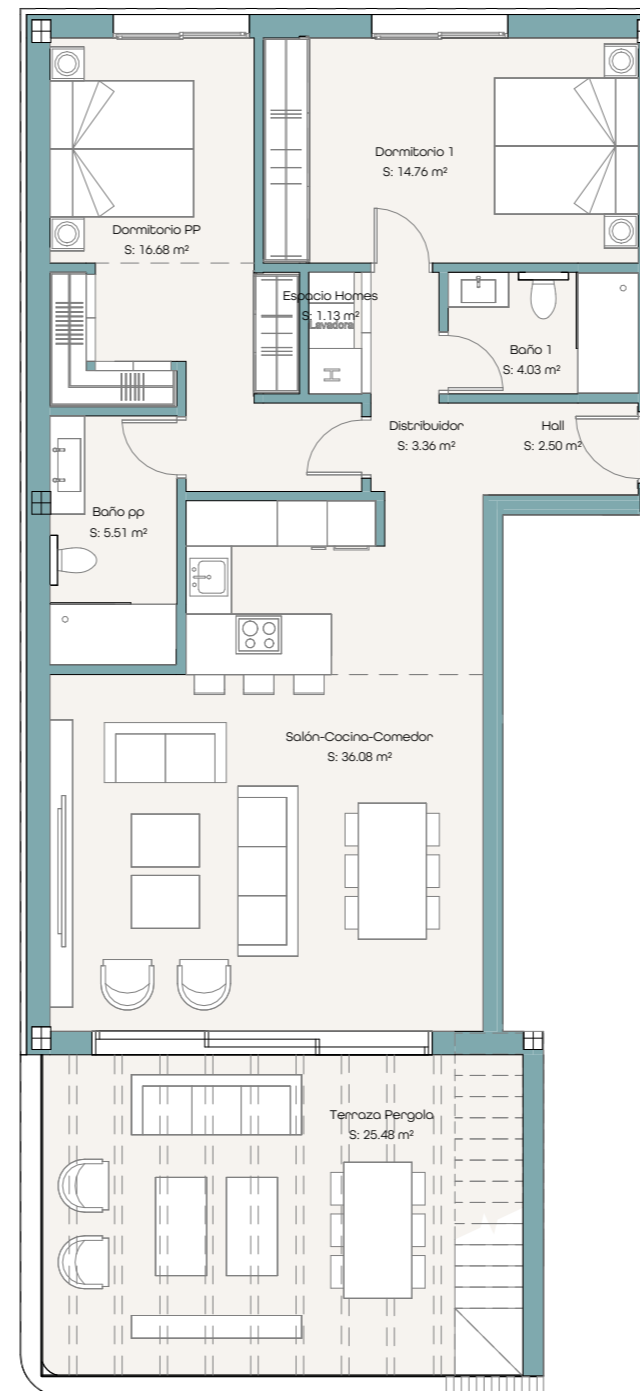 Dormitorio 1
S: 14.76 m²
Dormitorio PP
S: 16.68 m²
Espacio Homes
S: 1.13 m²
Lavadora
H
Baño 1
S: 4.03 m²
Distribuidor
S: 3.36 m²
Hall
S: 2.50 m²
Baño pp
S: 5.51 m²
Salón-Cocina-Comedor
S: 36.08 m²
Terraza Pergola
S: 25.48 m²